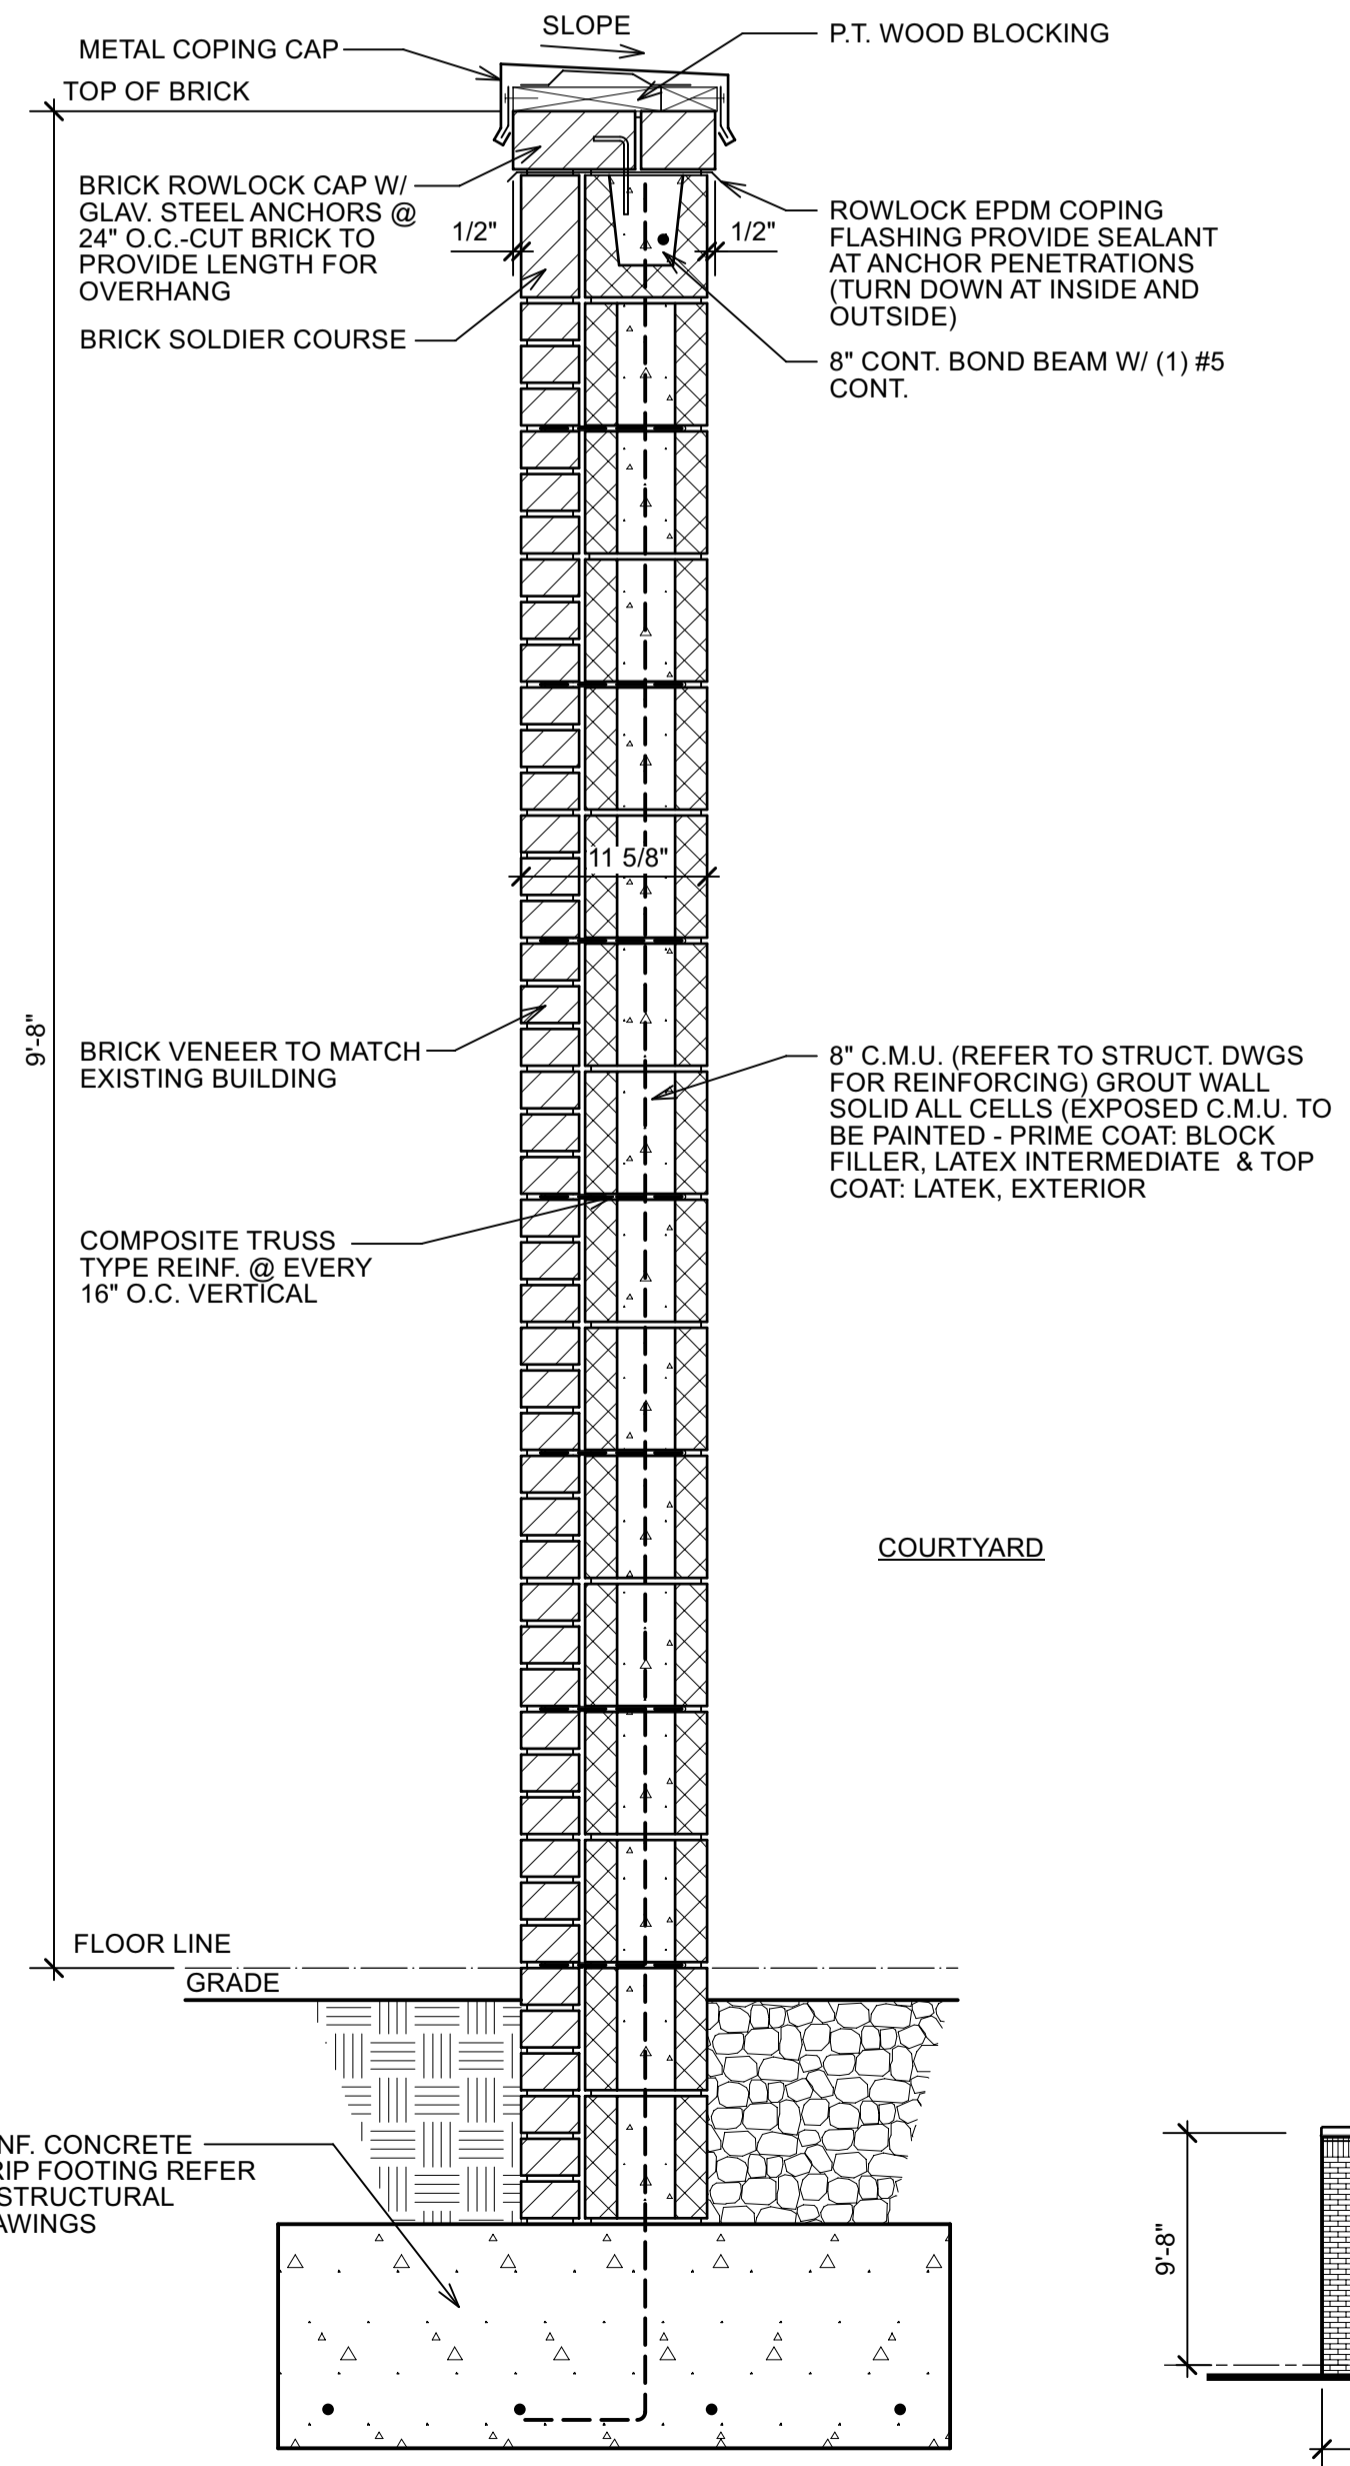 SLOPE
P.T. WOOD BLOCKING
METAL COPING CAP
TOP OF BRICK
BRICK ROWLOCK CAP W/
GLAV. STEEL ANCHORS @
24" O.C.-CUT BRICK TO
PROVIDE LENGTH FOR
OVERHANG
1/2"
1/2"
ROWLOCK EPDM COPING
FLASHING PROVIDE SEALANT
AT ANCHOR PENETRATIONS
(TURN DOWN AT INSIDE AND
OUTSIDE)
BRICK SOLDIER COURSE
8" CONT. BOND BEAM W/ (1) #5
CONT.
11 5/8"
9'-8"
BRICK VENEER TO MATCH
EXISTING BUILDING
8" C.M.U. (REFER TO STRUCT. DWGS
FOR REINFORCING) GROUT WALL
SOLID ALL CELLS (EXPOSED C.M.U. TO
BE PAINTED - PRIME COAT: BLOCK
FILLER, LATEX INTERMEDIATE & TOP
COAT: LATEK, EXTERIOR
COMPOSITE TRUSS
TYPE REINF. @ EVERY
16" O.C. VERTICAL
COURTYARD
FLOOR LINE
GRADE
NF. CONCRETE
RIP FOOTING REFER
STRUCTURAL
AWINGS
9'-8"